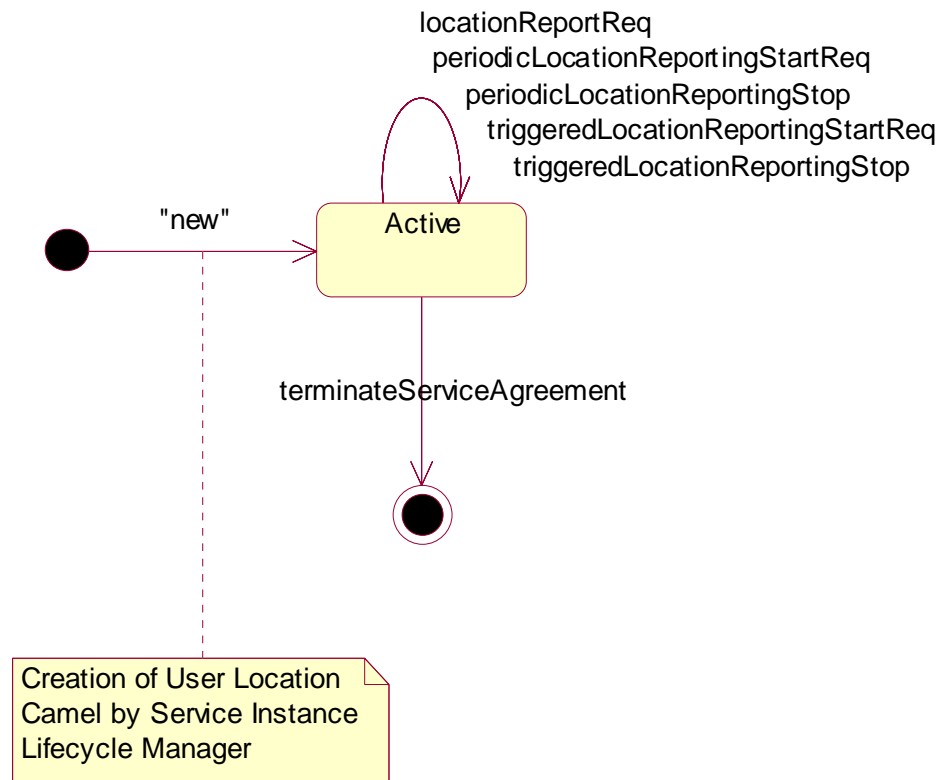 locationReportReq
periodicLocationReportingStartReq
periodicLocationReportingStop
triggeredLocationReportingStartReq
triggeredLocationReportingStop
"new"
Active
terminateServiceAgreement
Creation of User Location
Camel by Service Instance
Lifecycle Manager